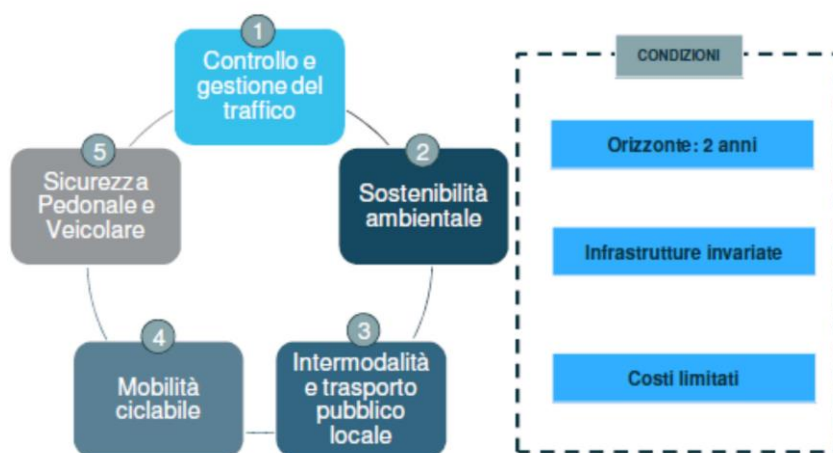 1
Controllo e
gestione del
traffico
2
Sostenibilità
ambientale
3
Intermodalità
e trasporto
pubblico
locale
4
Mobilità
ciclabile
5
Sicurezza
Pedonale e
Veicolare
CONDIZIONI
Orizzonte: 2 anni
Infrastrutture invariate
Costi limitati